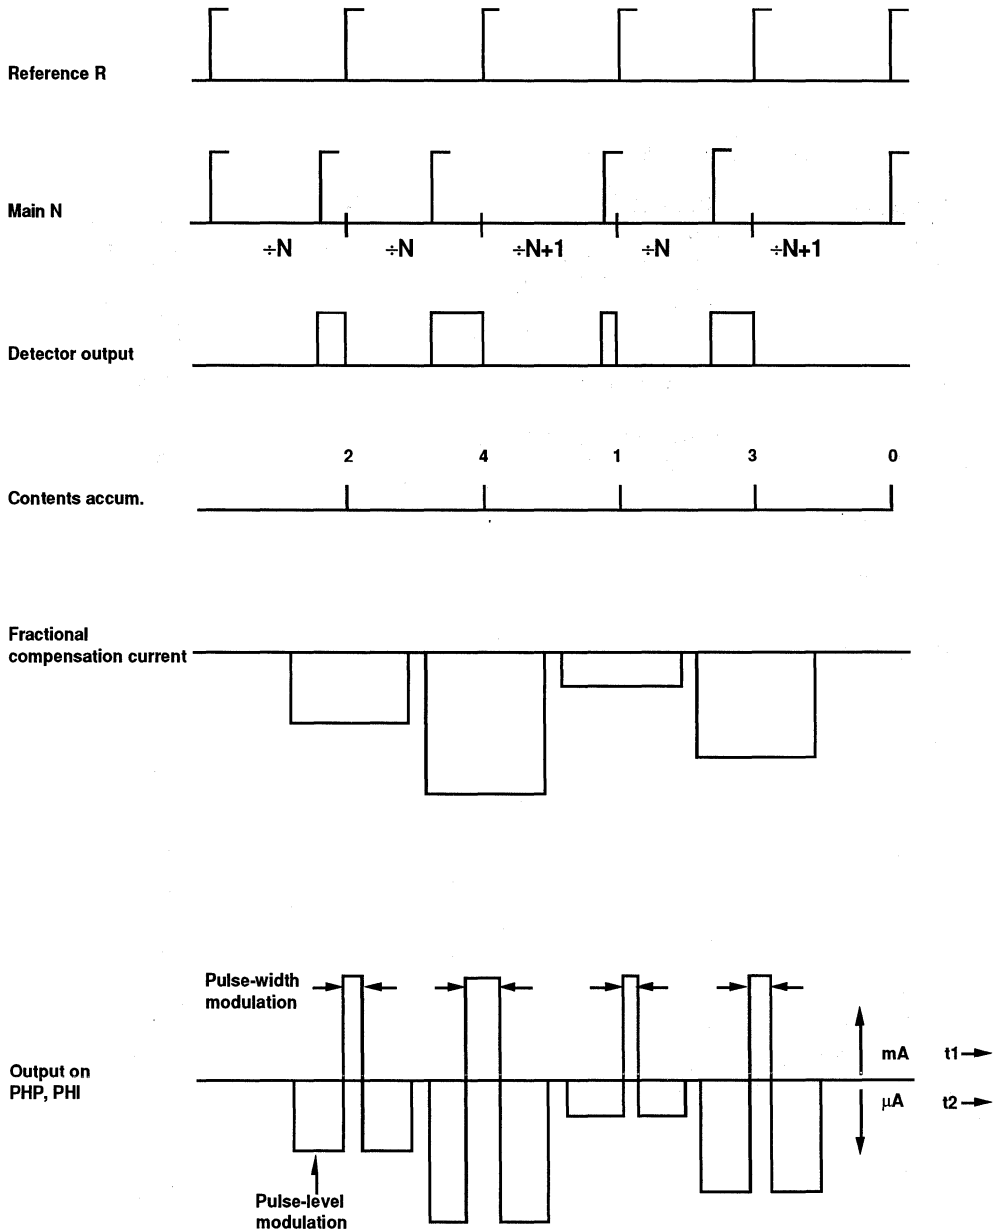 Reference R
Main N
÷N ÷N ÷N+1 ÷N ÷N+1
Detector output
2 4 1 3 0
Contents accum.
Fractional
compensation current
Pulse-width
modulation
Output on
PHP, PHI
mA t1
µA t2
Pulse-level
modulation